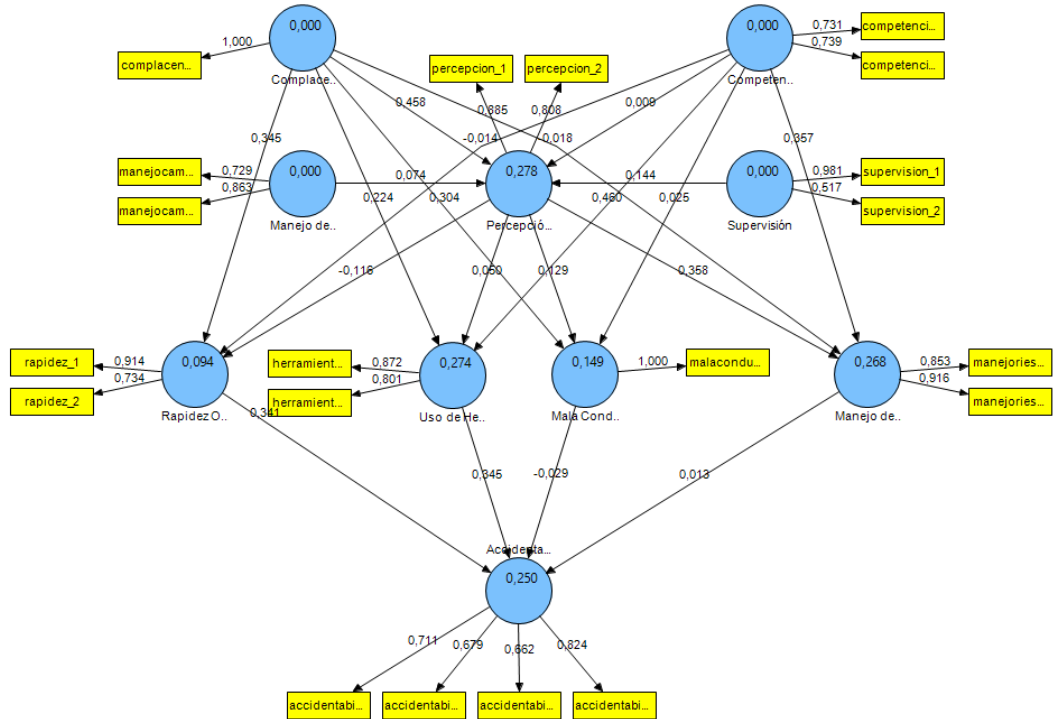 0,000
0,000
0,731
competenci...
complacen...
1,000
0,739
competenci...
Complace..
percepcion_1
percepcion_2
Competen..
0,458
0,885
0,808
0,009
0,345
-0,014
-0,018
0,357
manejocam...
0,729
0,000
0,074
0,278
0,144
0,000
0,981
supervision_1
manejocam...
0,863
0,517
supervision_2
Manejo de..
0,224
0,304
Percepció...
0,460
0,025
Supervisión
-0,116
0,050
0,129
0,358
rapidez_1
0,914
0,094
herramient...
0,872
0,274
0,149
1,000
malacondu...
0,268
0,853
manejories...
rapidez_2
0,734
herramient...
0,801
0,916
manejories...
Rapidez O..
Uso de He..
Mala Cond..
Manejo de..
0,341
0,345
-0,029
0,013
Accidenta...
0,250
0,711
0,679
0,662
0,824
accidentabi...
accidentabi...
accidentabi...
accidentabi...